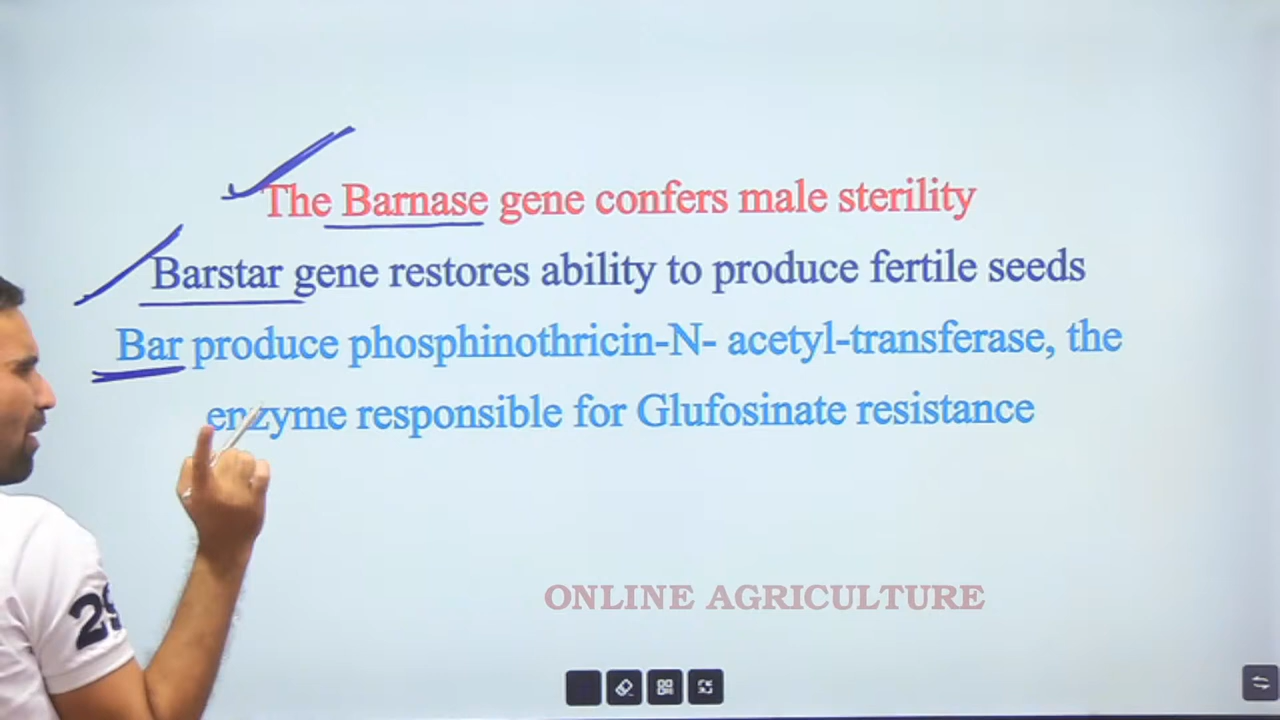 The Barnase gene confers male sterility
Barstar gene restores ability to produce fertile seeds
Bar produce phosphinothricin-N- acetyl-transferase, the
enzyme responsible for Glufosinate resistance
29
ONLINE AGRICULTURE